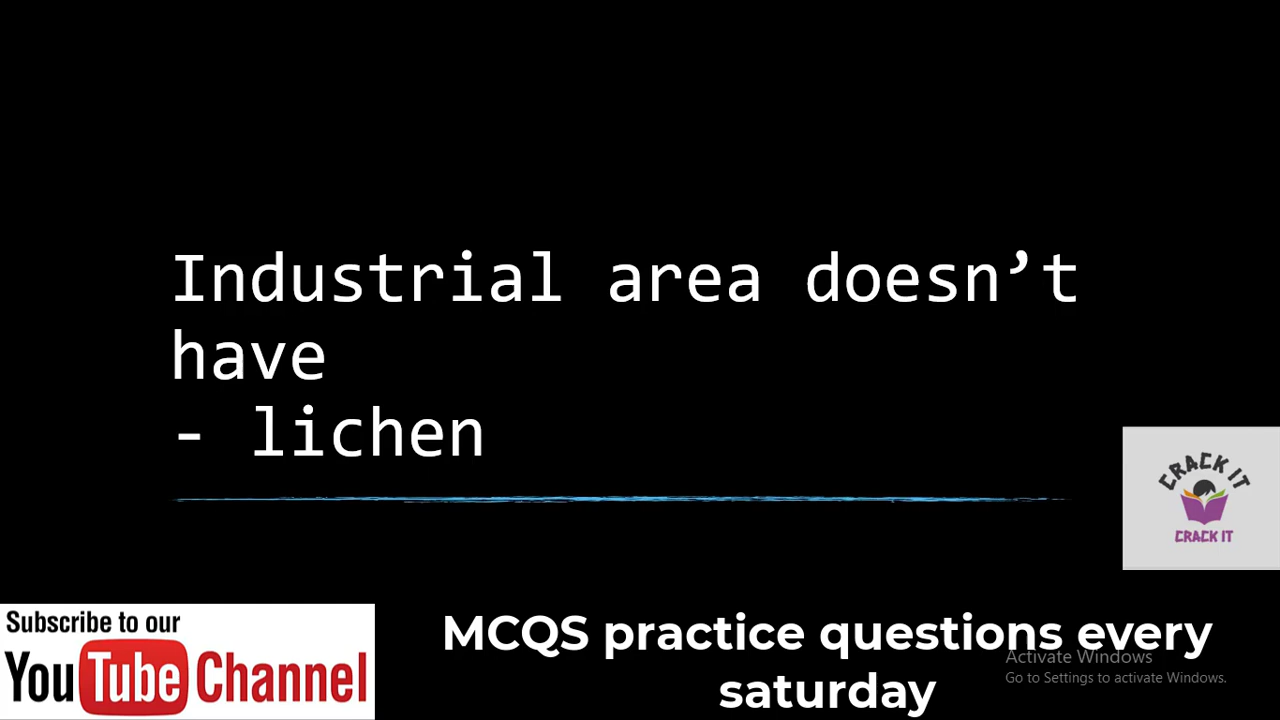 Industrial area doesn’t
have
- lichen
CRACK IT
CRACK IT
Subscribe to our
YouTube Channel
MCQS practice questions every
saturday
Activate Windows
Go to Settings to activate Windows.